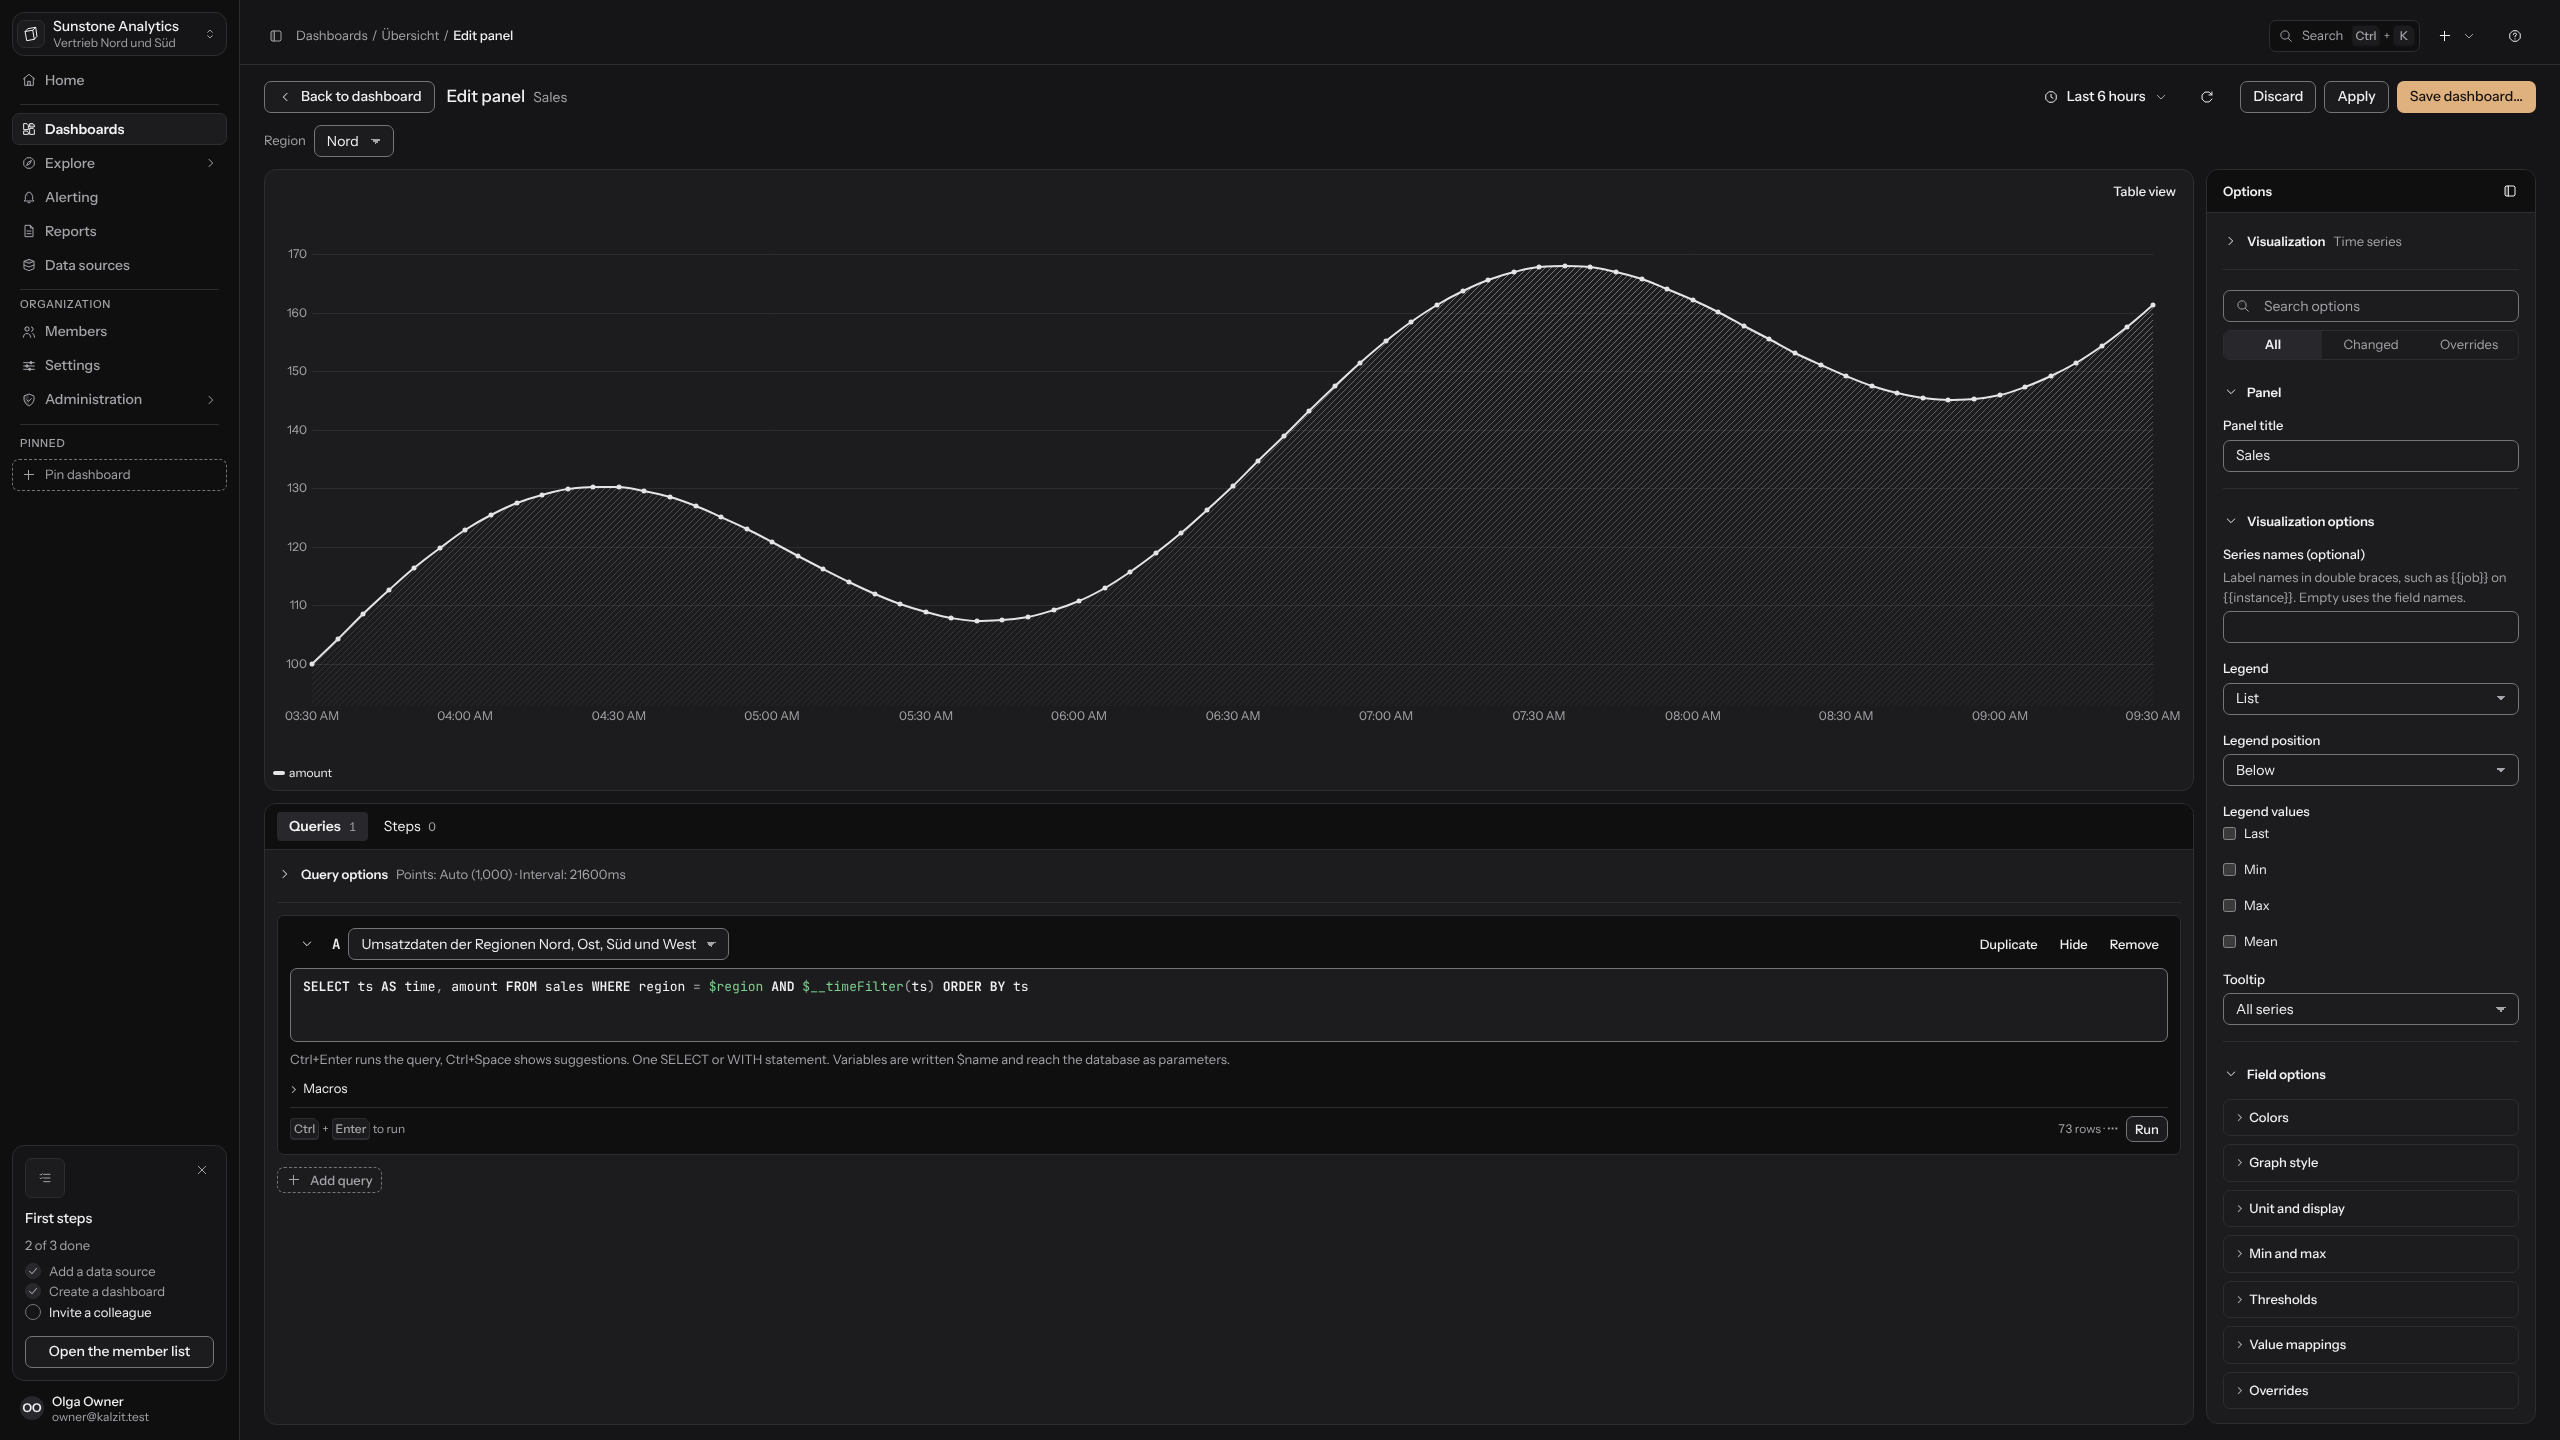 Sunstone Analytics
Vertrieb Nord und Süd
Home
Dashboards
Explore
Alerting
Reports
Data sources
ORGANIZATION
Members
Settings
Administration
PINNED
Pin dashboard
First steps
2 of 3 done
Add a data source
Create a dashboard
Invite a colleague
Open the member list
OO
Olga Owner
owner@kalzit.test
Dashboards / Übersicht / Edit panel
Search Ctrl + K
Back to dashboard
Edit panel Sales
Last 6 hours
Discard
Apply
Save dashboard...
Region Nord
Table view
170
160
150
140
130
120
110
100
03:30 AM 04:00 AM 04:30 AM 05:00 AM 05:30 AM 06:00 AM 06:30 AM 07:00 AM 07:30 AM 08:00 AM 08:30 AM 09:00 AM 09:30 AM
amount
Queries 1 Steps 0
Query options Points: Auto (1,000) · Interval: 21600ms
A Umsatzdaten der Regionen Nord, Ost, Süd und West
Duplicate Hide Remove
SELECT ts AS time, amount FROM sales WHERE region = $region AND $__timeFilter(ts) ORDER BY ts
Ctrl+Enter runs the query, Ctrl+Space shows suggestions. One SELECT or WITH statement. Variables are written $name and reach the database as parameters.
Macros
Ctrl + Enter to run
73 rows · ···
Run
Add query
Options
Visualization Time series
Search options
All Changed Overrides
Panel
Panel title
Sales
Visualization options
Series names (optional)
Label names in double braces, such as {{job}} on
{{instance}}. Empty uses the field names.
Legend
List
Legend position
Below
Legend values
Last
Min
Max
Mean
Tooltip
All series
Field options
Colors
Graph style
Unit and display
Min and max
Thresholds
Value mappings
Overrides